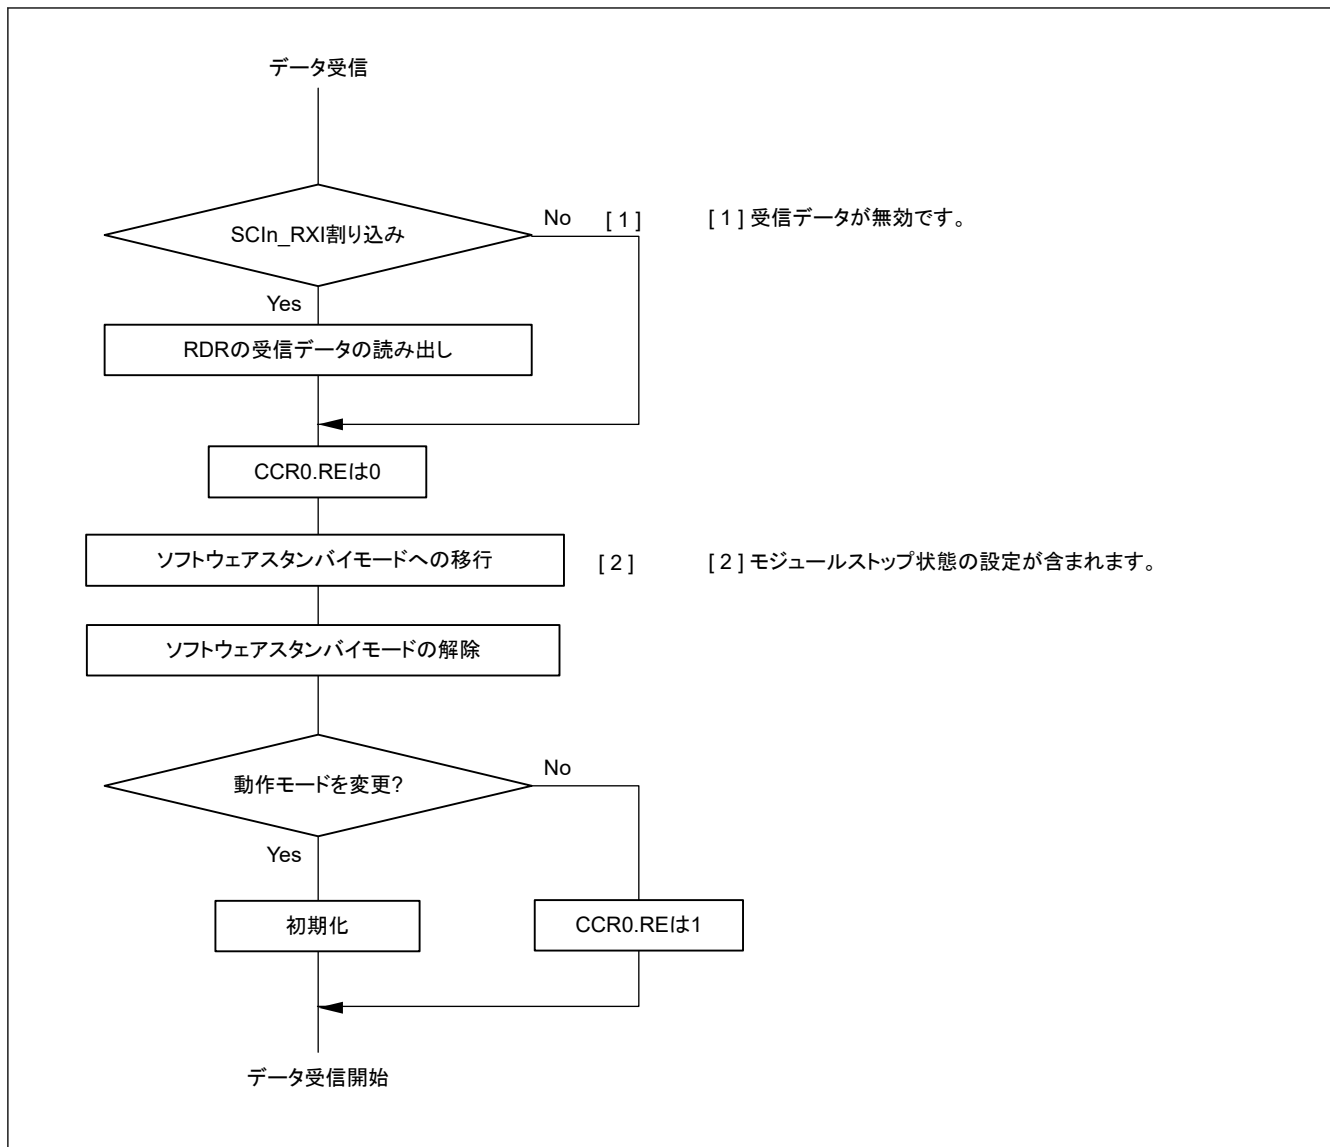 データ受信
SCIn_RXI割り込み
No
[ 1 ]
[ 1 ] 受信データが無効です。
Yes
RDRの受信データの読み出し
CCR0.REは0
ソフトウェアスタンバイモードへの移行
[ 2 ]
[ 2 ] モジュールストップ状態の設定が含まれます。
ソフトウェアスタンバイモードの解除
動作モードを変更?
No
Yes
初期化
CCR0.REは1
データ受信開始